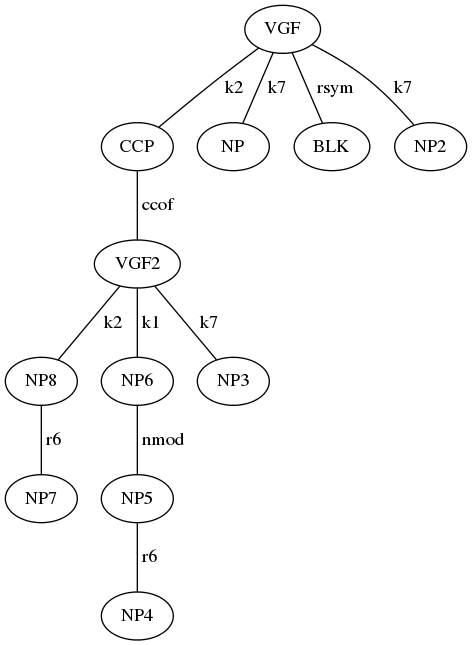 VGF
k2 k7 rsym k7
CCP NP BLK NP2
ccof
VGF2
k2 k1 k7
NP8 NP6 NP3
r6 nmod
NP7 NP5
r6
NP4